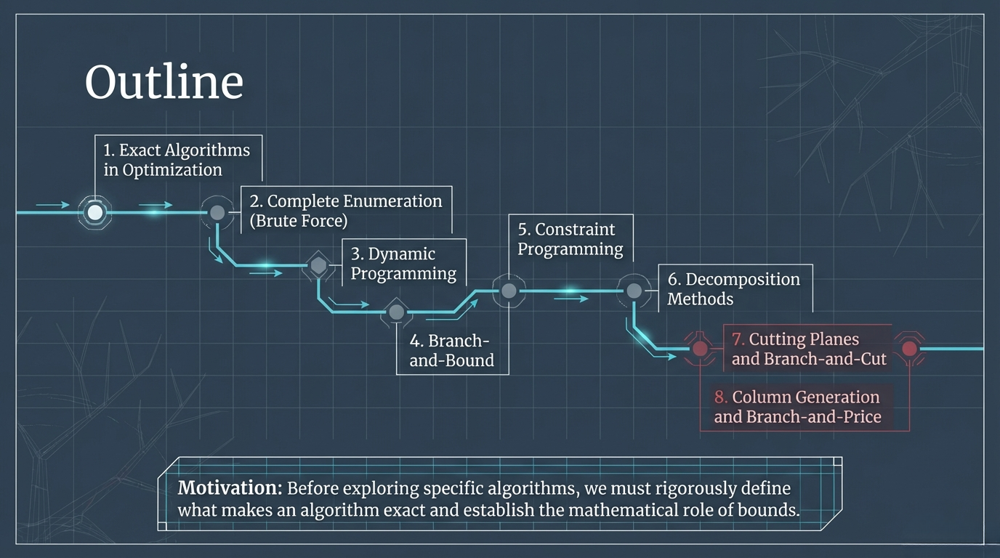 Outline
1. Exact Algorithms
in Optimization
2. Complete Enumeration
(Brute Force)
3. Dynamic
Programming
4. Branch-
and-Bound
5. Constraint
Programming
6. Decomposition
Methods
7. Cutting Planes
and Branch-and-Cut
8. Column Generation
and Branch-and-Price
Motivation: Before exploring specific algorithms, we must rigorously define
what makes an algorithm exact and establish the mathematical role of bounds.